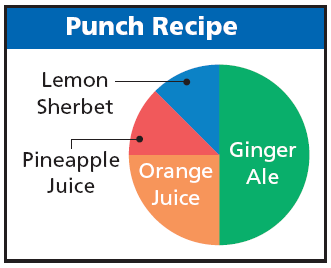 Punch Recipe
Lemon
Sherbet
Pineapple
Juice
Orange
Juice
Ginger
Ale